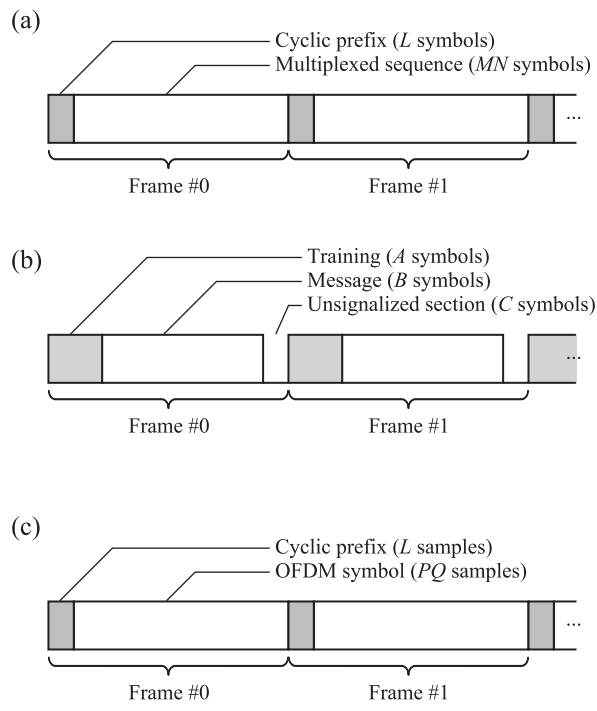 (a)
Cyclic prefix (L symbols)
Multiplexed sequence (MN symbols)
...
Frame #0
Frame #1
(b)
Training (A symbols)
Message (B symbols)
Unsignalized section (C symbols)
...
Frame #0
Frame #1
(c)
Cyclic prefix (L samples)
OFDM symbol (PQ samples)
...
Frame #0
Frame #1